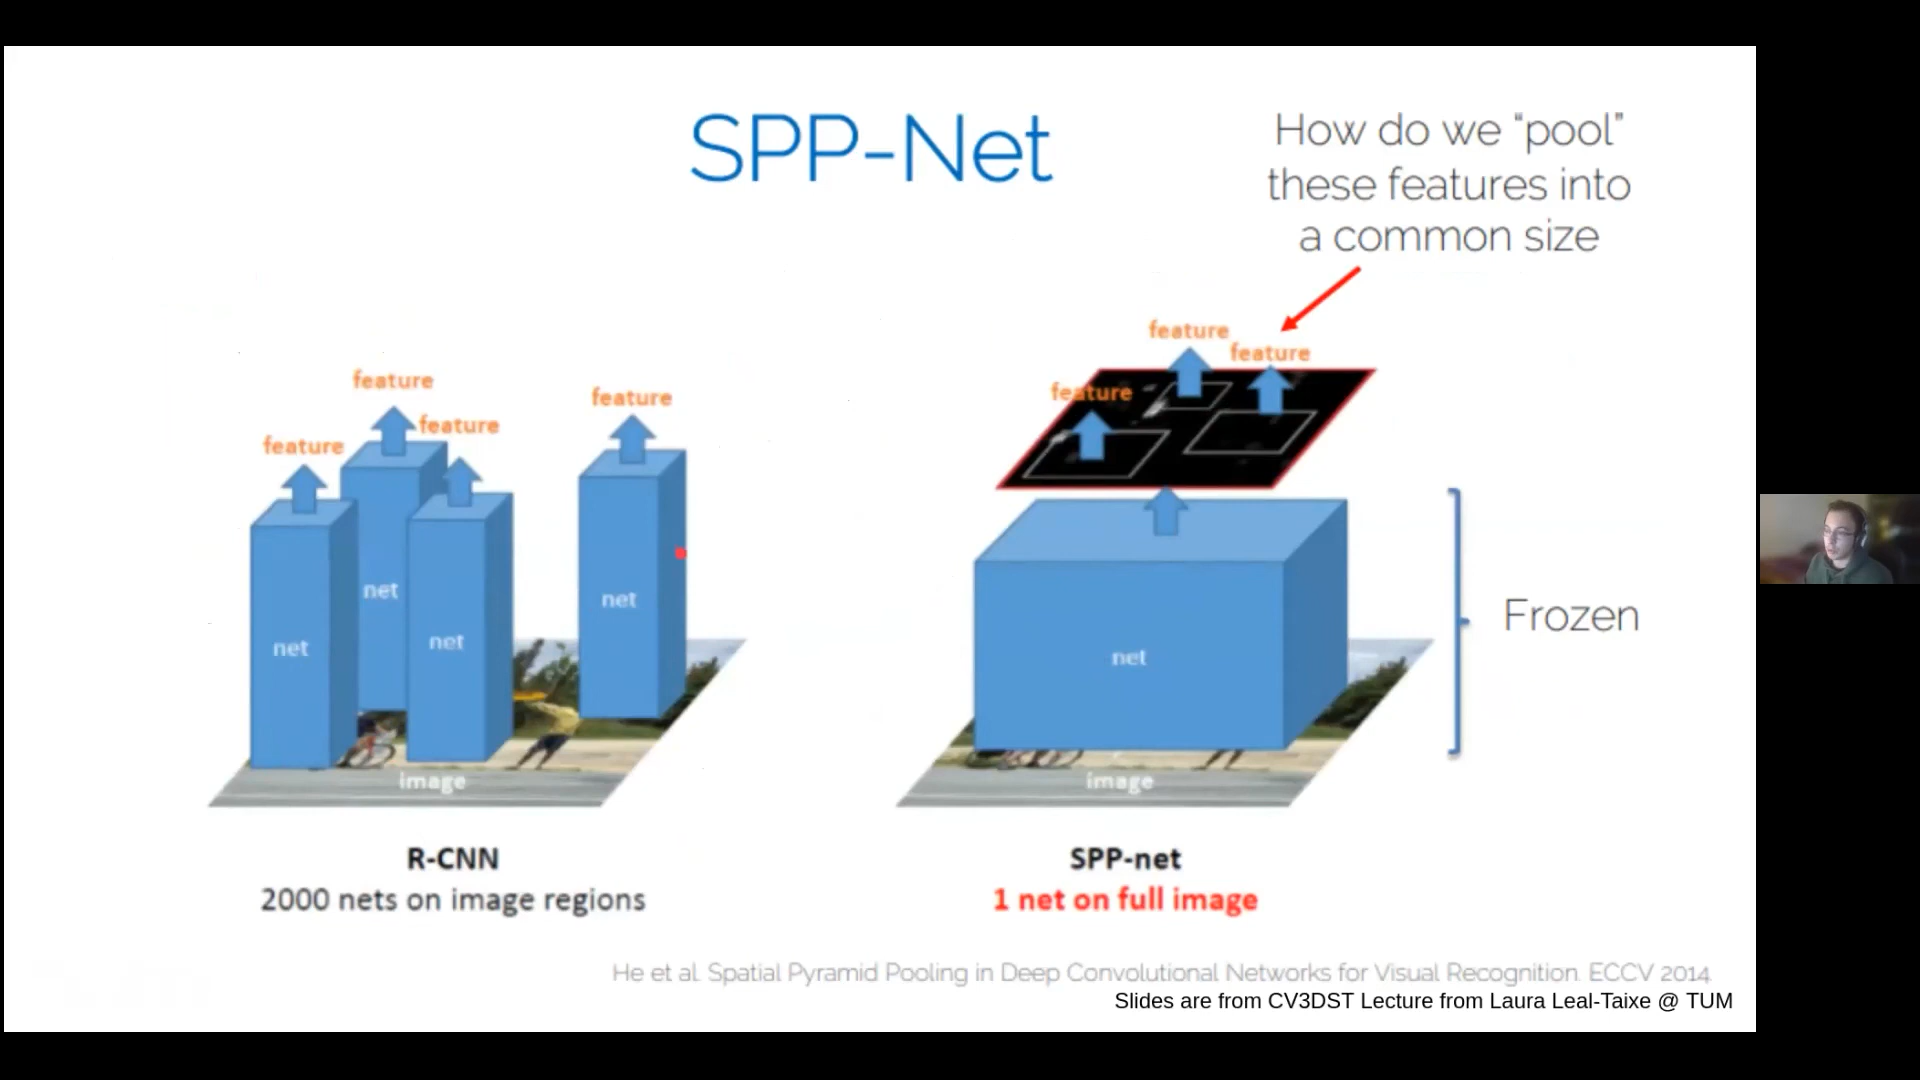 SPP-Net
How do we “pool”
these features into
a common size
feature
feature
feature
feature
feature
feature
feature
net
net
net
net
image
net
image
Frozen
R-CNN
2000 nets on image regions
SPP-net
1 net on full image
He et al. Spatial Pyramid Pooling in Deep Convolutional Networks for Visual Recognition. ECCV 2014.
Slides are from CV3DST Lecture from Laura Leal-Taixe @ TUM